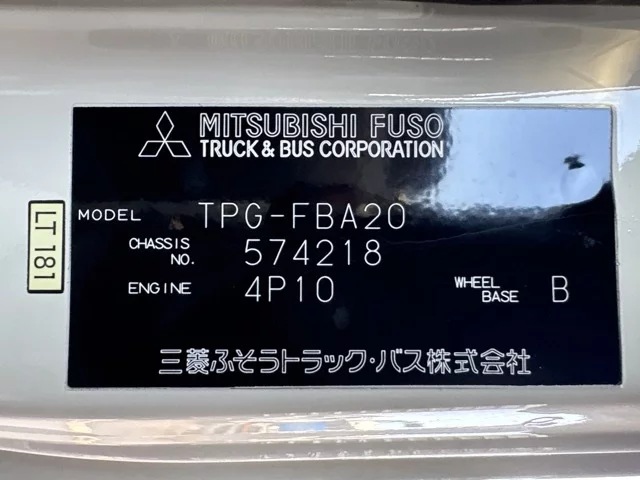 MITSUBISHI FUSO
TRUCK & BUS CORPORATION
LT 181
MODEL TPG-FBA20
CHASSIS NO. 574218
ENGINE 4P10 WHEEL BASE B
三菱ふそうトラック・バス株式会社